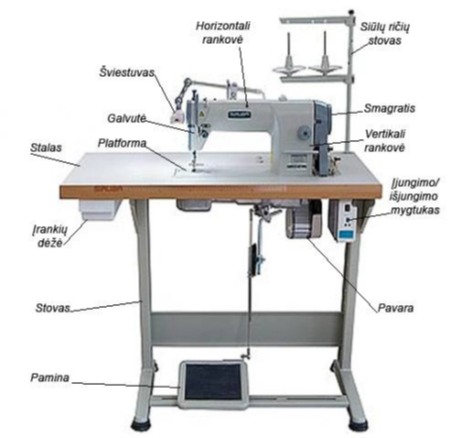 Horizontali
rankovė
Siūlų ričių
stovas
Šviestuvas
Galvutė
Smagratis
Stalas
Platforma
Vertikali
rankovė
Įjungimo/
išjungimo
mygtukas
Įrankių
dėžė
Stovas
Pavara
Pamina